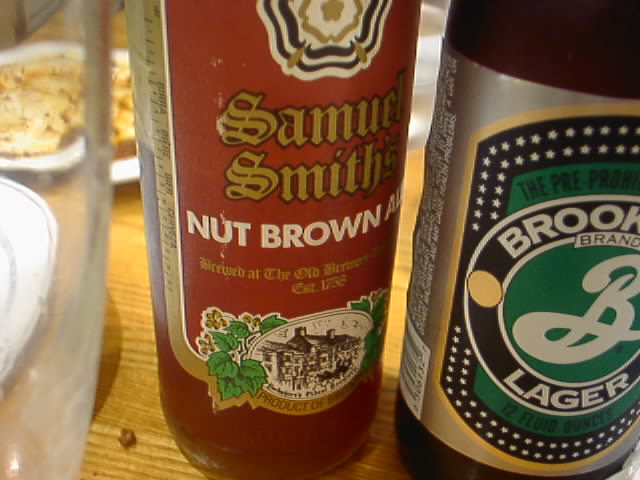 Samuel
Smith's
NUT BROWN AL
Brewed at The Old Brewery
Est. 1758
PRODUCT OF
THE PRE-PROHI
BROOK
BRAND
B
LAGER
12 FLUID OUNCES